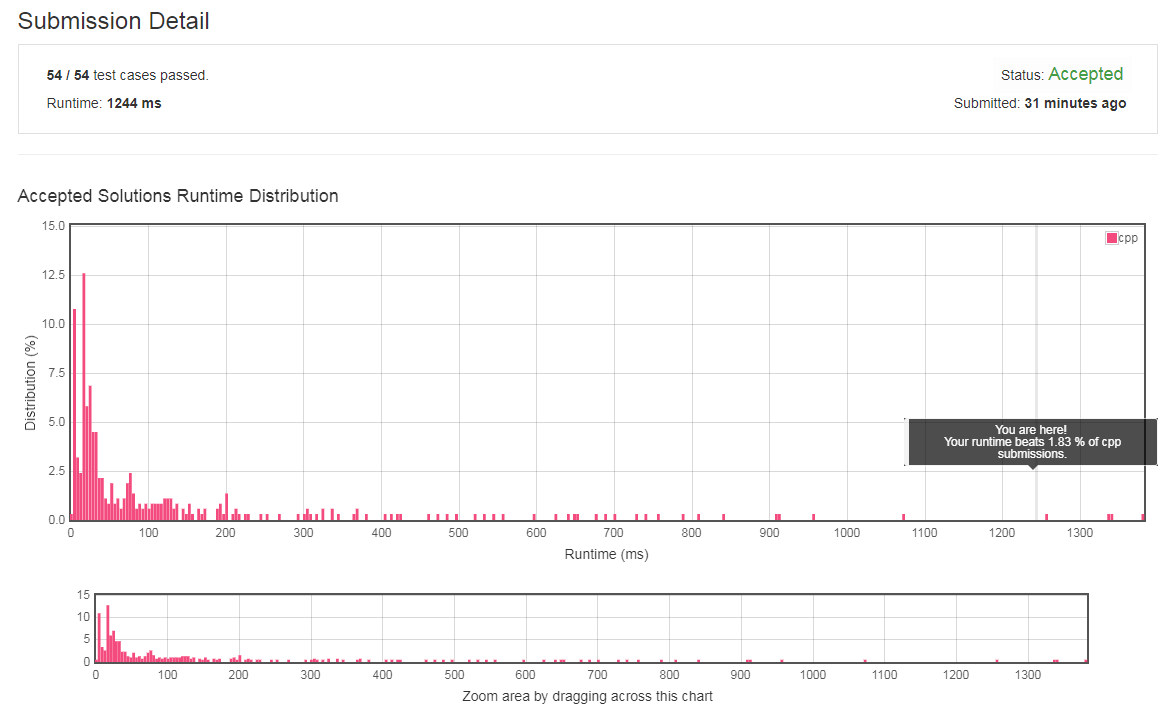 Submission Detail
54 / 54 test cases passed.
Status: Accepted
Runtime: 1244 ms
Submitted: 31 minutes ago
Accepted Solutions Runtime Distribution
15.0
cpp
12.5
10.0
7.5
5.0
2.5
0.0
Distribution (%)
You are here!
Your runtime beats 1.83 % of cpp
submissions.
0 100 200 300 400 500 600 700 800 900 1000 1100 1200 1300
Runtime (ms)
15
10
5
0
0 100 200 300 400 500 600 700 800 900 1000 1100 1200 1300
Zoom area by dragging across this chart